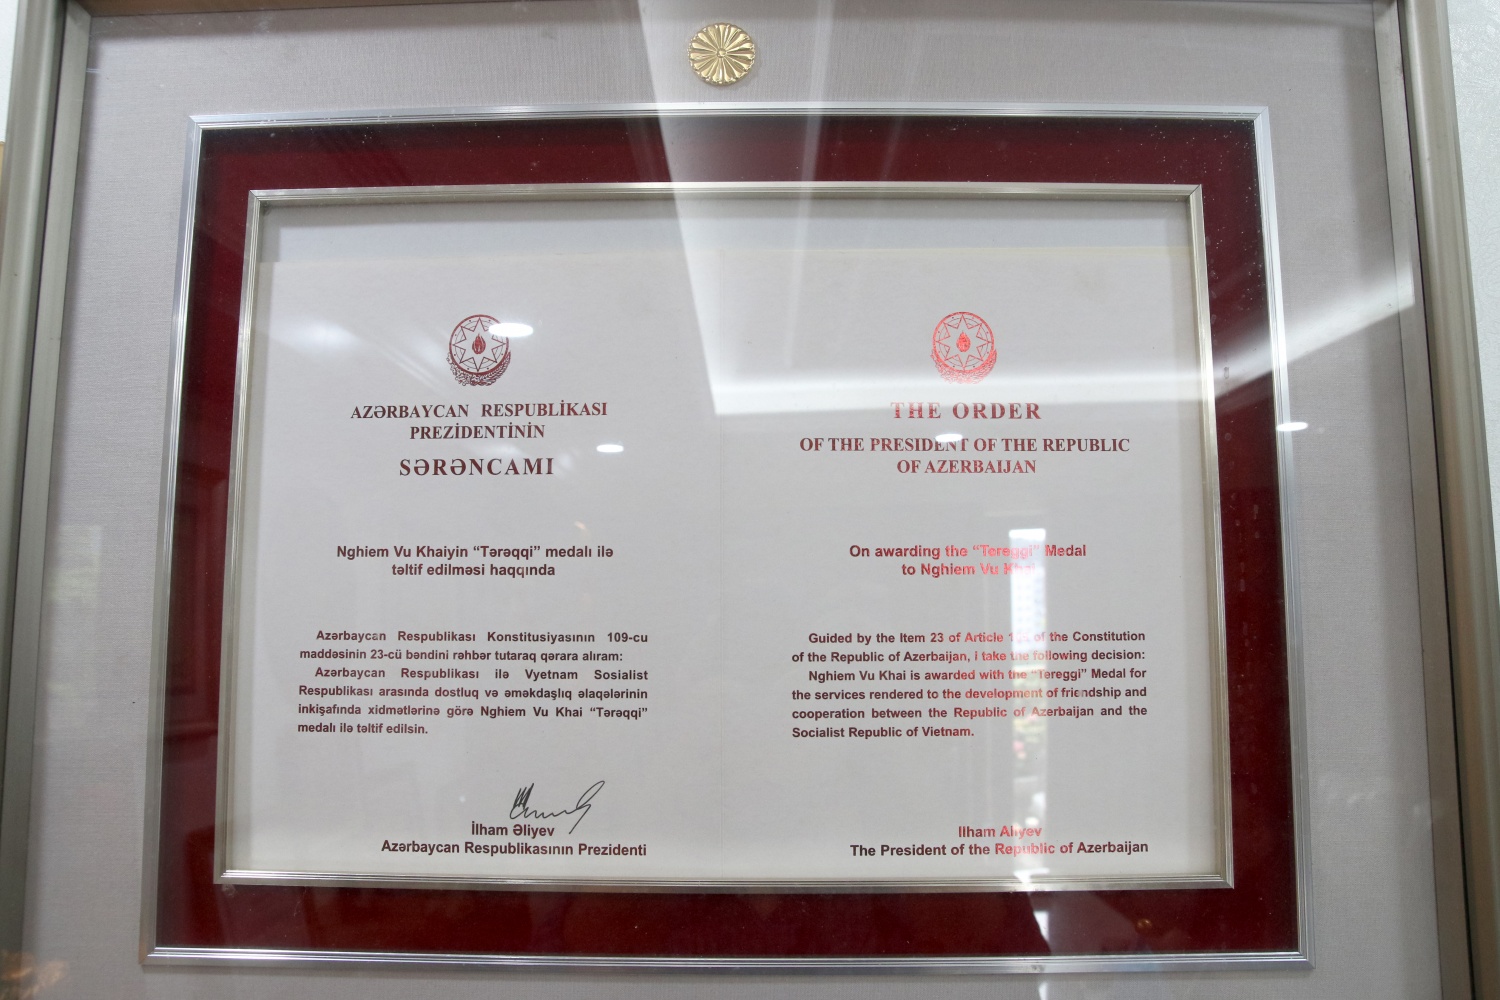 AZƏRBAYCAN RESPUBLİKASI
PREZİDENTİNİN
SƏRƏNCAMI
Nghiem Vu Khaiyin “Tərəqqi” medalı ilə
təltif edilməsi haqqında
Azərbaycan Respublikası Konstitusiyasının 109-cu
maddəsinin 23-cü bəndini rəhbər tutaraq qərara alıram:
Azərbaycan Respublikası ilə Vyetnam Sosialist
Respublikası arasında dostluq və əməkdaşlıq əlaqələrinin
inkişafında xidmətlərinə görə Nghiem Vu Khai “Tərəqqi”
medalı ilə təltif edilsin.
İlham Əliyev
Azərbaycan Respublikasının Prezidenti
THE ORDER
OF THE PRESIDENT OF THE REPUBLIC
OF AZERBAIJAN
On awarding the “Tereggi” Medal
to Nghiem Vu Khai
Guided by the Item 23 of Article of the Constitution
of the Republic of Azerbaijan, I take the following decision:
Nghiem Vu Khai is awarded with the “Tereggi” Medal for
the services rendered to the development of friendship and
cooperation between the Republic of Azerbaijan and the
Socialist Republic of Vietnam.
Ilham Aliyev
The President of the Republic of Azerbaijan